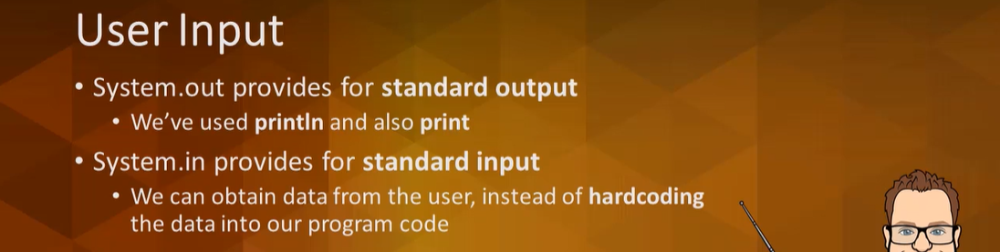 User Input
• System.out provides for standard output
• We've used println and also print
• System.in provides for standard input
• We can obtain data from the user, instead of hardcoding
the data into our program code